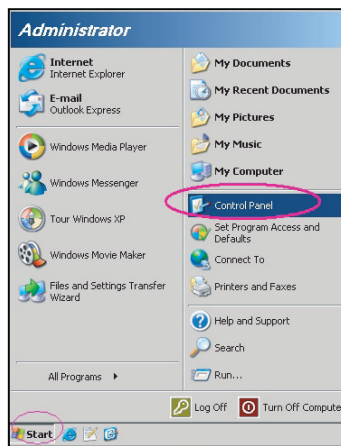 Administrator
Internet
Internet Explorer
E-mail
Outlook Express
Windows Media Player
Windows Messenger
Tour Windows XP
Windows Movie Maker
Files and Settings Transfer
Wizard
All Programs
My Documents
My Recent Documents
My Pictures
My Music
My Computer
Control Panel
Set Program Access and
Defaults
Connect To
Printers and Faxes
Help and Support
Search
Run...
Log Off
Turn Off Compute
Start